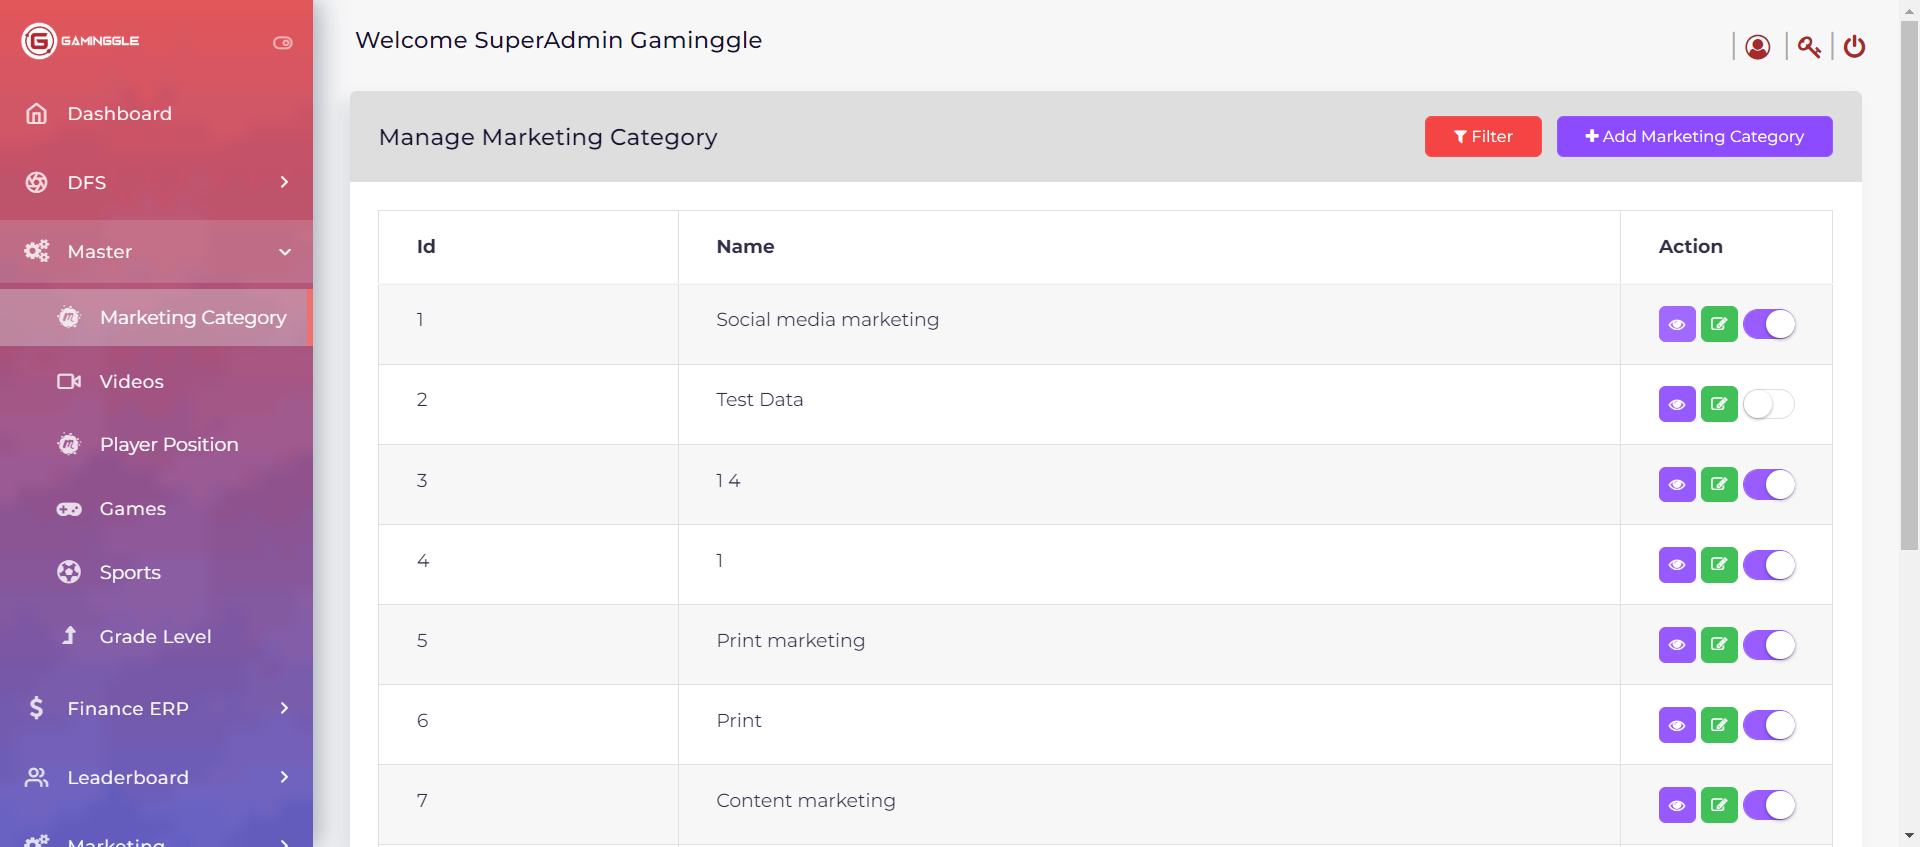 GAMINGGLE
Welcome SuperAdmin Gaminggle
Dashboard
DFS
Master
Marketing Category
Videos
Player Position
Games
Sports
Grade Level
Finance ERP
Leaderboard
Marketing
Manage Marketing Category
Filter
Add Marketing Category
Id Name Action
1 Social media marketing
2 Test Data
3 1 4
4 1
5 Print marketing
6 Print
7 Content marketing